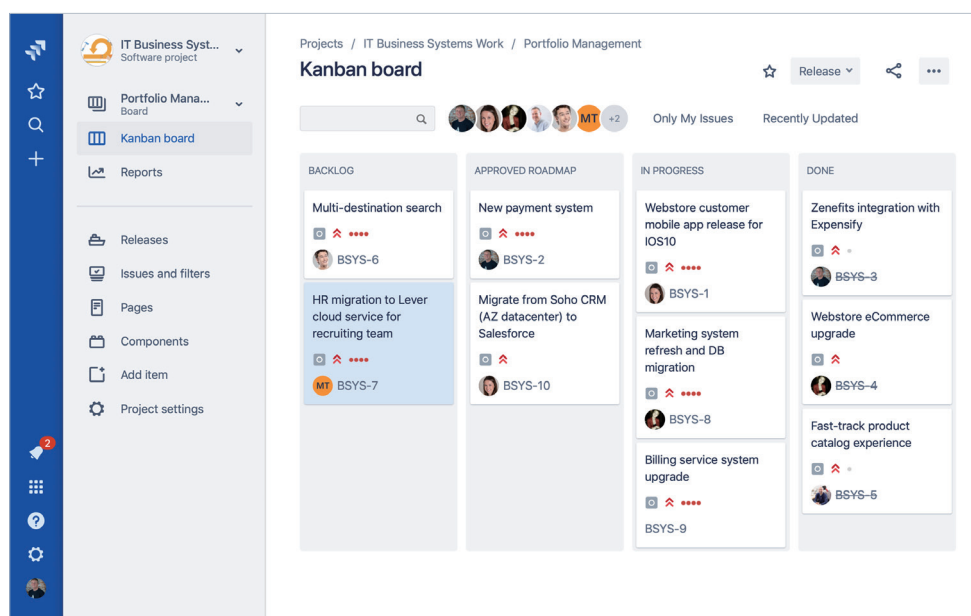 IT Business Syst...
Software project
Portfolio Mana...
Board
Kanban board
Reports
Releases
Issues and filters
Pages
Components
Add item
Project settings
2
Projects / IT Business Systems Work / Portfolio Management
Kanban board
Release
MT
+2
Only My Issues
Recently Updated
BACKLOG
Multi-destination search
BSYS-6
HR migration to Lever
cloud service for
recruiting team
MT
BSYS-7
APPROVED ROADMAP
New payment system
BSYS-2
Migrate from Soho CRM
(AZ datacenter) to
Salesforce
BSYS-10
IN PROGRESS
Webstore customer
mobile app release for
IOS10
BSYS-1
Marketing system
refresh and DB
migration
BSYS-8
Billing service system
upgrade
BSYS-9
DONE
Zenefits integration with
Expensify
BSYS-3
Webstore eCommerce
upgrade
BSYS-4
Fast-track product
catalog experience
BSYS-5